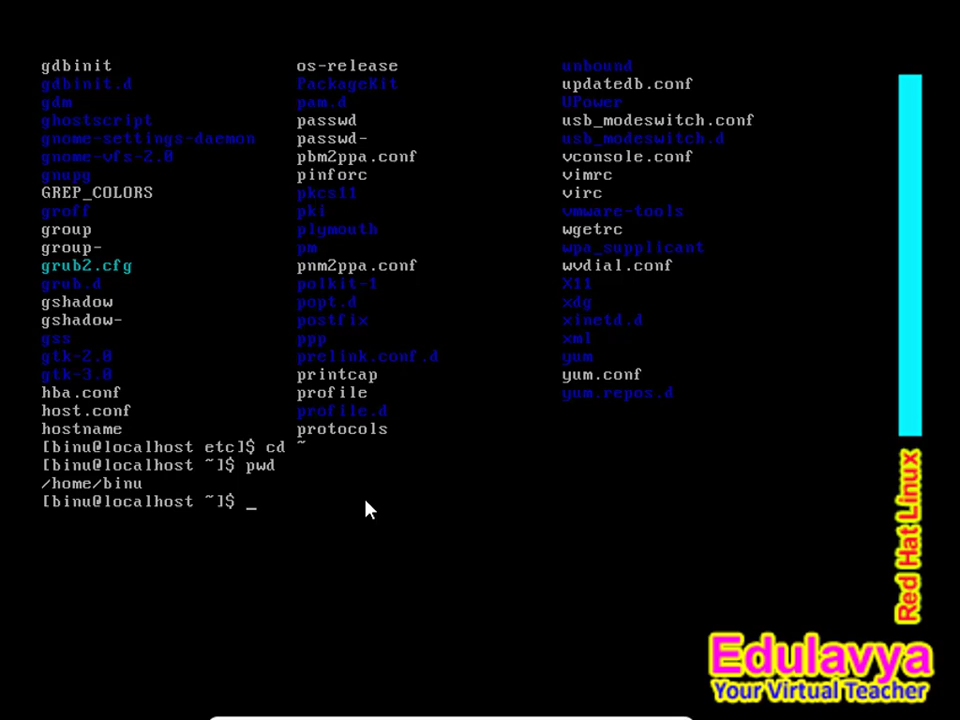 gdbinit os-release unbound
gdbinit.d PackageKit updatedb.conf
gdm pam.d UPower
ghostscript passwd usb_modeswitch.conf
gnome-settings-daemon passwd- usb_modeswitch.d
gnome-vfs-2.0 pbm2ppa.conf vconsole.conf
gnupg pinforc vimrc
GREP_COLORS pkcs11 virc
groff pki vmware-tools
group plymouth wgetrc
group- pm wpa_supplicant
grub2.cfg pnm2ppa.conf wvdial.conf
grub.d polkit-1 X11
gshadow popt.d xdg
gshadow- postfix xinetd.d
gss ppp xml
gtk-2.0 prelink.conf.d yum
gtk-3.0 printcap yum.conf
hba.conf profile yum.repos.d
host.conf profile.d
hostname protocols
[binu@localhost etc]$ cd ~
[binu@localhost ~]$ pwd
/home/binu
[binu@localhost ~]$ _
Red Hat Linux
Edulavya
Your Virtual Teacher